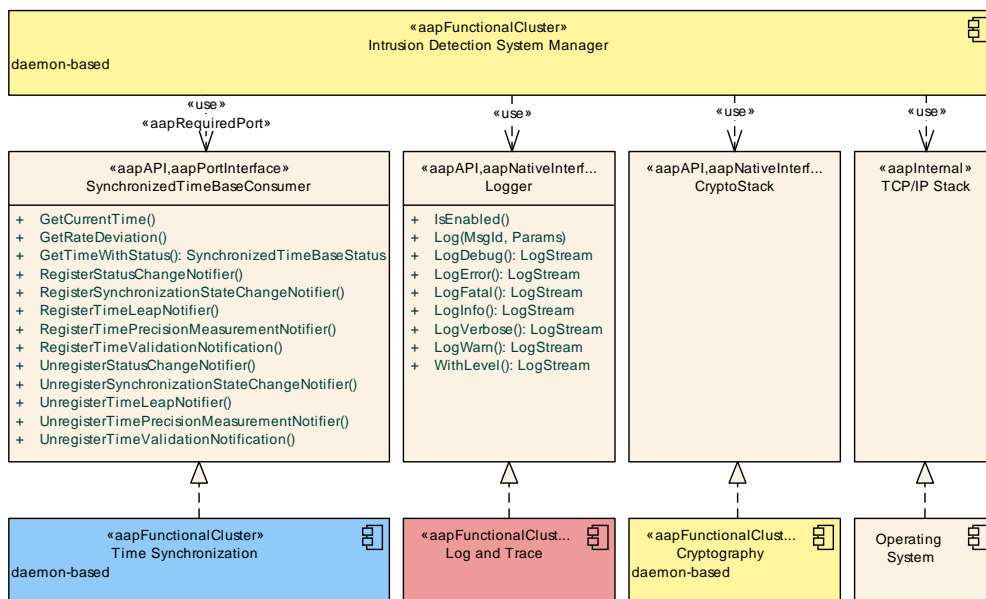 «aapFunctionalCluster»
Intrusion Detection System Manager
daemon-based
«use»
«aapRequiredPort»
«use»
«use»
«use»
«aapAPI,aapPortInterface»
SynchronizedTimeBaseConsumer
+ GetCurrentTime()
+ GetRateDeviation()
+ GetTimeWithStatus(): SynchronizedTimeBaseStatus
+ RegisterStatusChangeNotifier()
+ RegisterSynchronizationStateChangeNotifier()
+ RegisterTimeLeapNotifier()
+ RegisterTimePrecisionMeasurementNotifier()
+ RegisterTimeValidationNotification()
+ UnregisterStatusChangeNotifier()
+ UnregisterSynchronizationStateChangeNotifier()
+ UnregisterTimeLeapNotifier()
+ UnregisterTimePrecisionMeasurementNotifier()
+ UnregisterTimeValidationNotification()
«aapAPI,aapNativeInterf...
Logger
+ IsEnabled()
+ Log(MsgId, Params)
+ LogDebug(): LogStream
+ LogError(): LogStream
+ LogFatal(): LogStream
+ LogInfo(): LogStream
+ LogVerbose(): LogStream
+ LogWarn(): LogStream
+ WithLevel(): LogStream
«aapAPI,aapNativeInterf...
CryptoStack
«aapInternal»
TCP/IP Stack
«aapFunctionalCluster»
Time Synchronization
daemon-based
«aapFunctionalClust...
Log and Trace
«aapFunctionalClust...
Cryptography
daemon-based
Operating
System